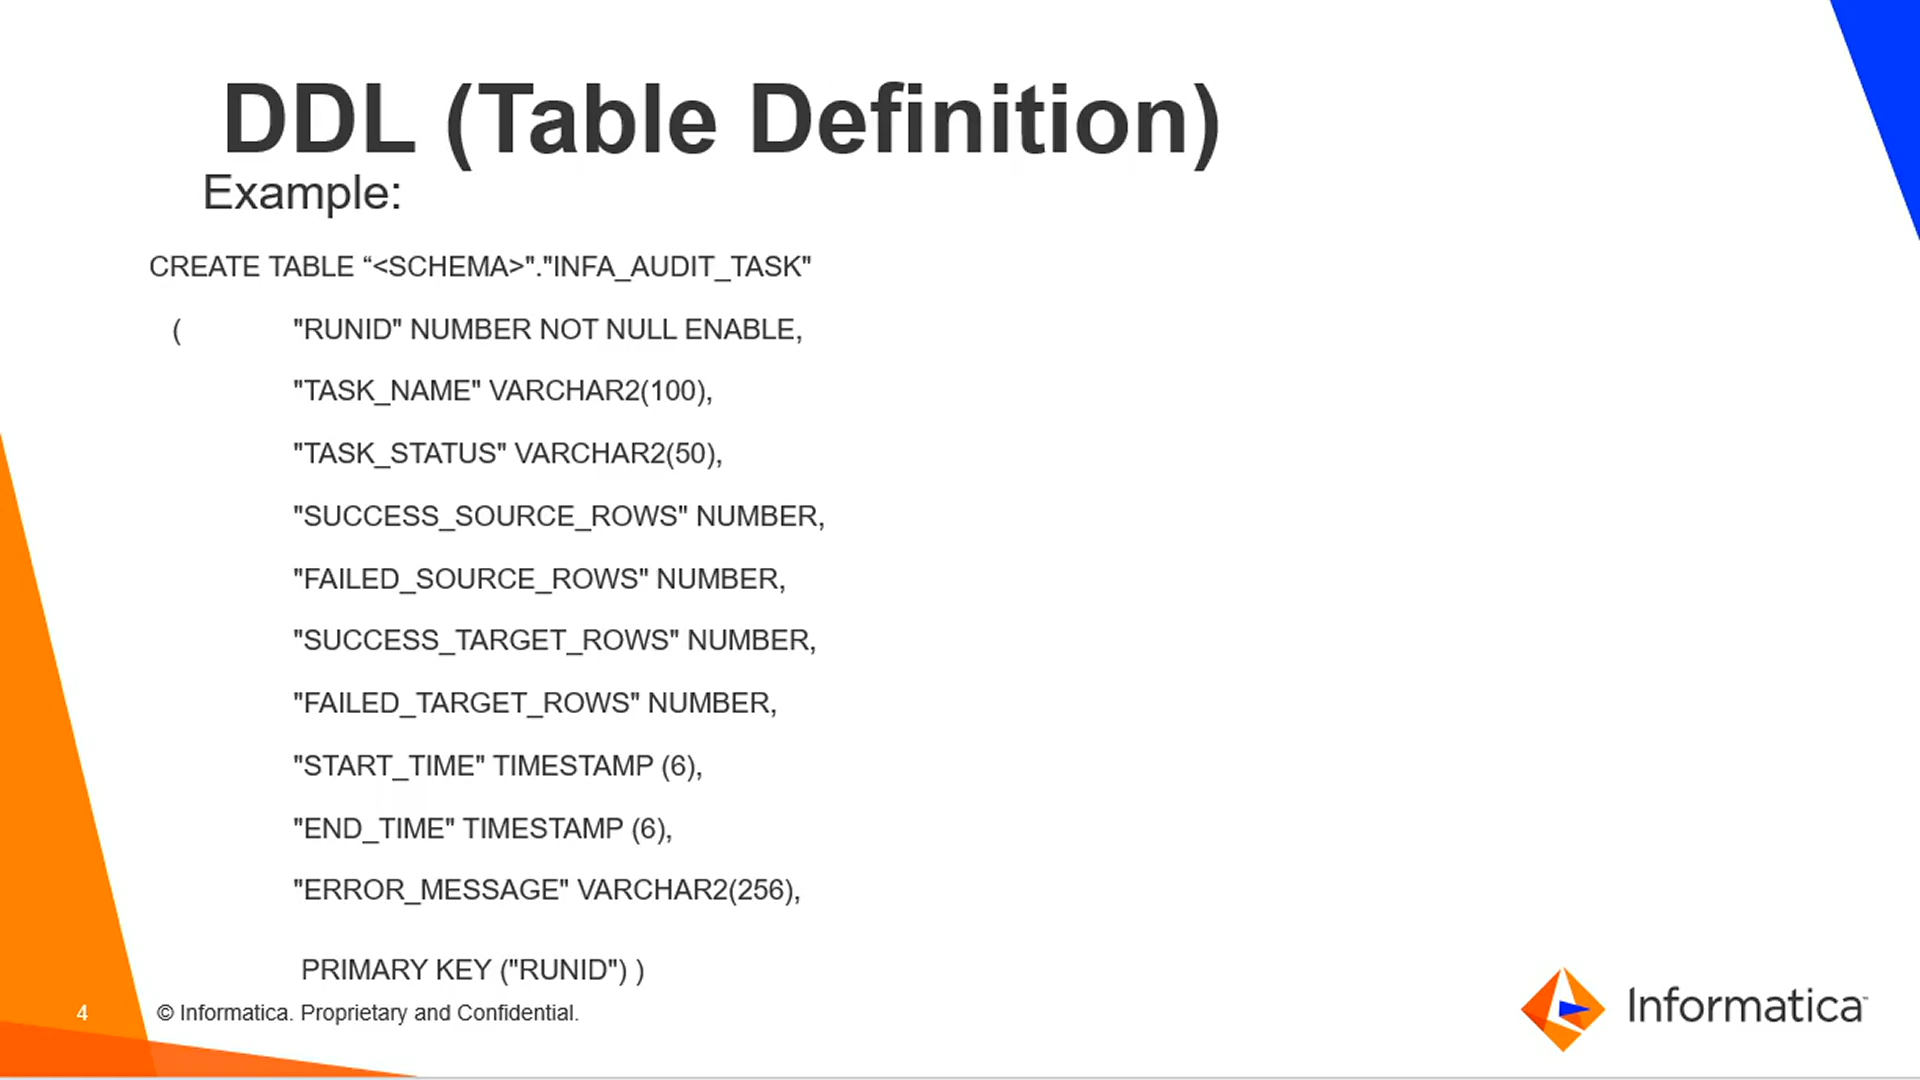 DDL (Table Definition)
Example:
CREATE TABLE “<SCHEMA>"."INFA_AUDIT_TASK"
( "RUNID" NUMBER NOT NULL ENABLE,
"TASK_NAME" VARCHAR2(100),
"TASK_STATUS" VARCHAR2(50),
"SUCCESS_SOURCE_ROWS" NUMBER,
"FAILED_SOURCE_ROWS" NUMBER,
"SUCCESS_TARGET_ROWS" NUMBER,
"FAILED_TARGET_ROWS" NUMBER,
"START_TIME" TIMESTAMP (6),
"END_TIME" TIMESTAMP (6),
"ERROR_MESSAGE" VARCHAR2(256),
PRIMARY KEY ("RUNID") )
4 © Informatica. Proprietary and Confidential.
Informatica™